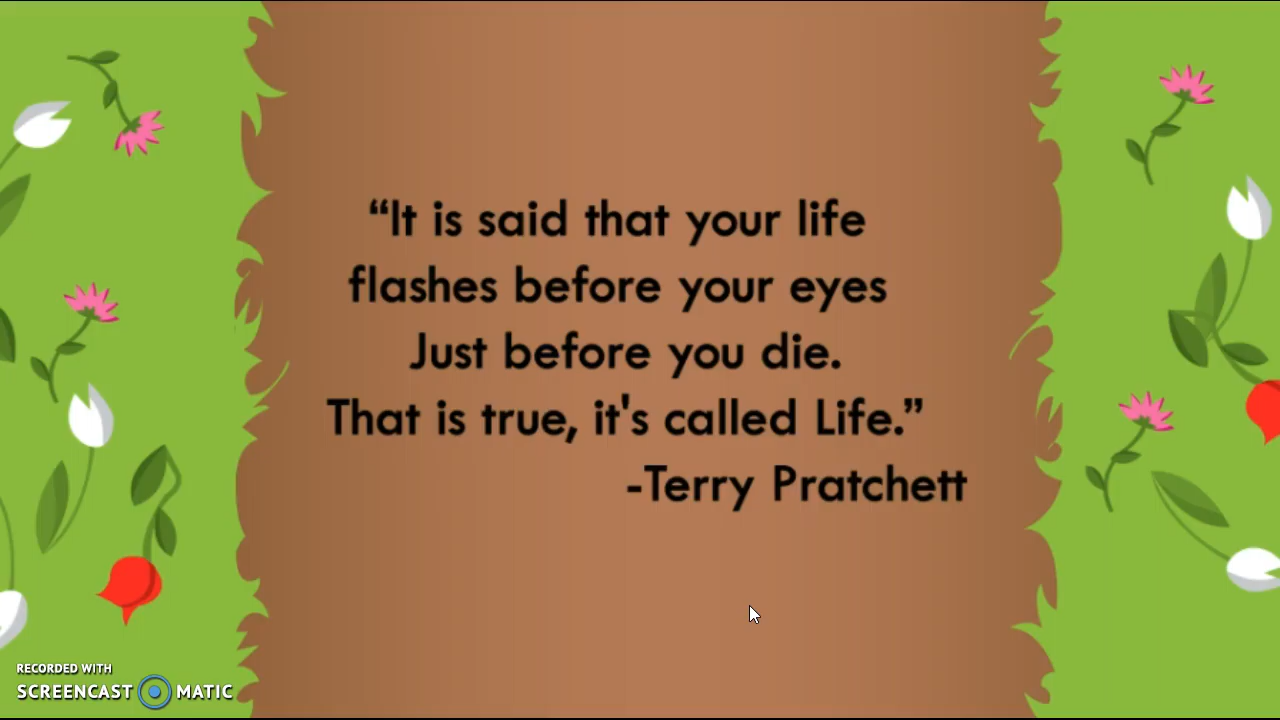 “It is said that your life
flashes before your eyes
Just before you die.
That is true, it's called Life.”
-Terry Pratchett
RECORDED WITH
SCREENCAST MATIC